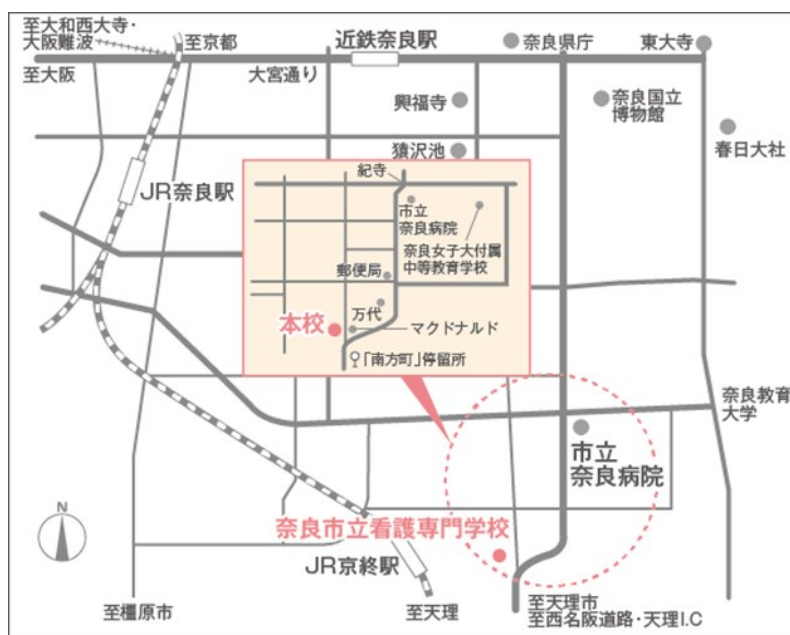 至大和西大寺・
大阪難波
至京都
近鉄奈良駅
奈良県庁
東大寺
至大阪
大宮通り
興福寺
奈良国立
博物館
猿沢池
春日大社
JR奈良駅
紀寺
市立
奈良病院
奈良女子大付属
中等教育学校
郵便局
万代
本校
マクドナルド
「南方町」停留所
奈良教育
大学
市立
奈良病院
N
奈良市立看護専門学校
JR京終駅
至橿原市
至天理
至天理市
至西名阪道路・天理I.C